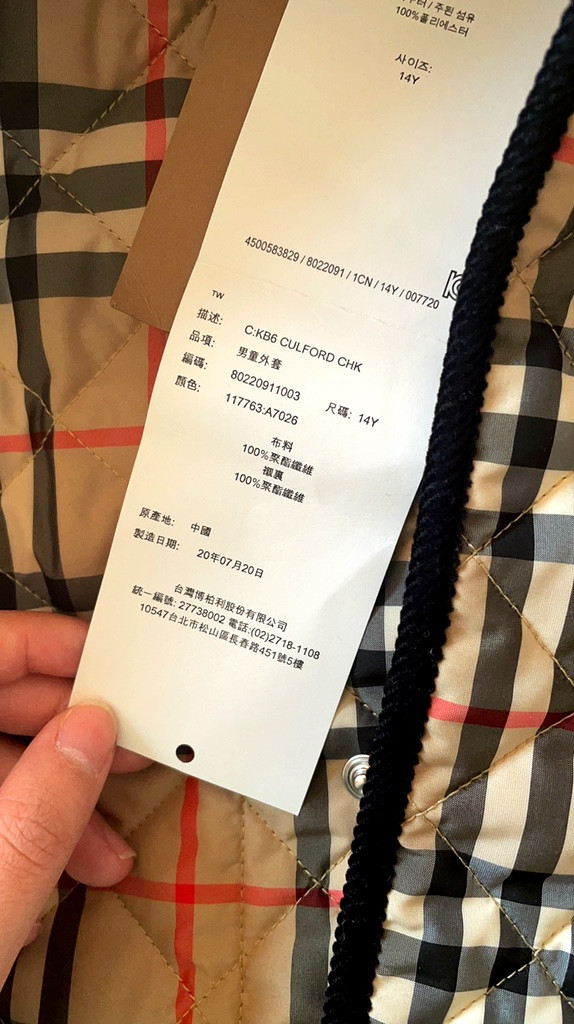 주된 섬유
100%폴리에스터
사이즈:
14Y
4500583829 / 8022091 / 1CN / 14Y / 007720
TW
描述: C:KB6 CULFORD CHK
品項: 男童外套
編碼: 80220911003 尺碼: 14Y
顏色: 117763:A7026
布料
100%聚酯纖維
襯裏
100%聚酯纖維
原產地: 中國
製造日期: 20年07月20日
台灣博柏利股份有限公司
統一編號: 27738002 電話:(02)2718-1108
10547台北市松山區長春路451號5樓